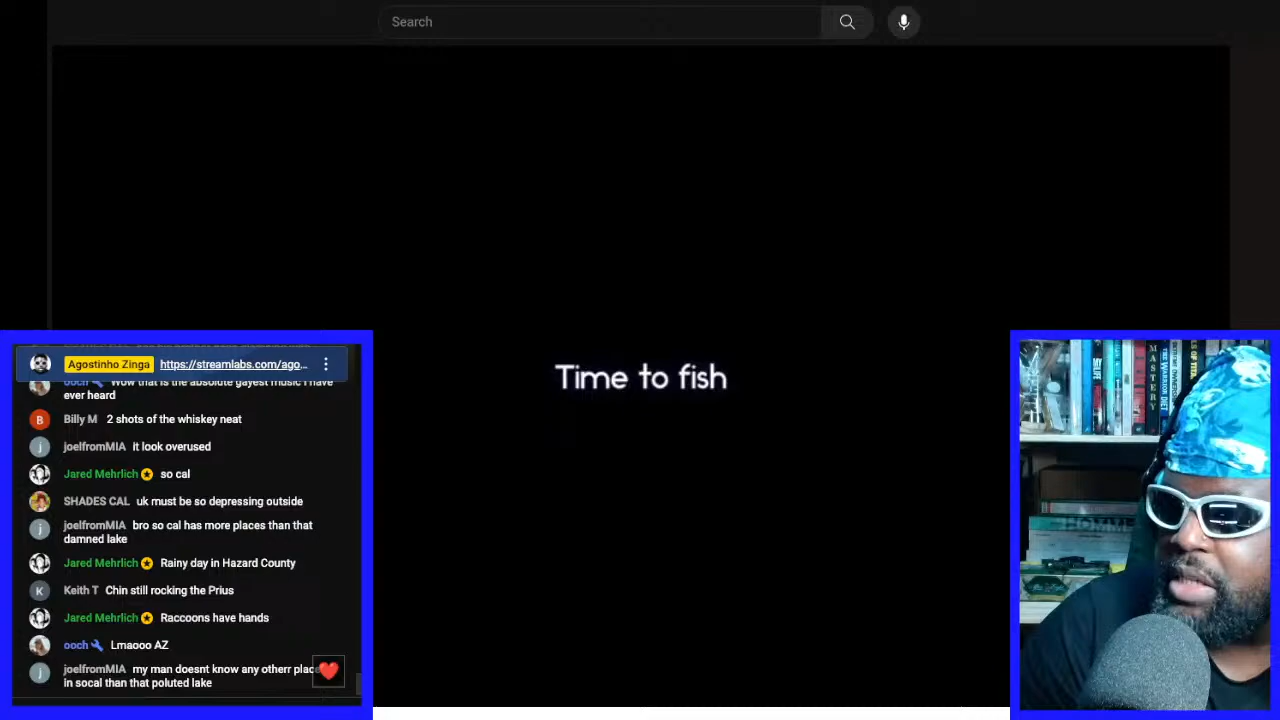 Search
Time to fish
Agostinho Zinga https://streamlabs.com/ago...
ooch Wow that is the absolute gayest music I have
ever heard
Billy M 2 shots of the whiskey neat
joelfromMIA it look overused
Jared Mehrlich so cal
SHADES CAL uk must be so depressing outside
joelfromMIA bro so cal has more places than that
damned lake
Jared Mehrlich Rainy day in Hazard County
Keith T Chin still rocking the Prius
Jared Mehrlich Raccoons have hands
ooch Lmaooo AZ
joelfromMIA my man doesnt know any otherr plac
in socal than that poluted lake
MASTERY
THE WARRIOR DIET